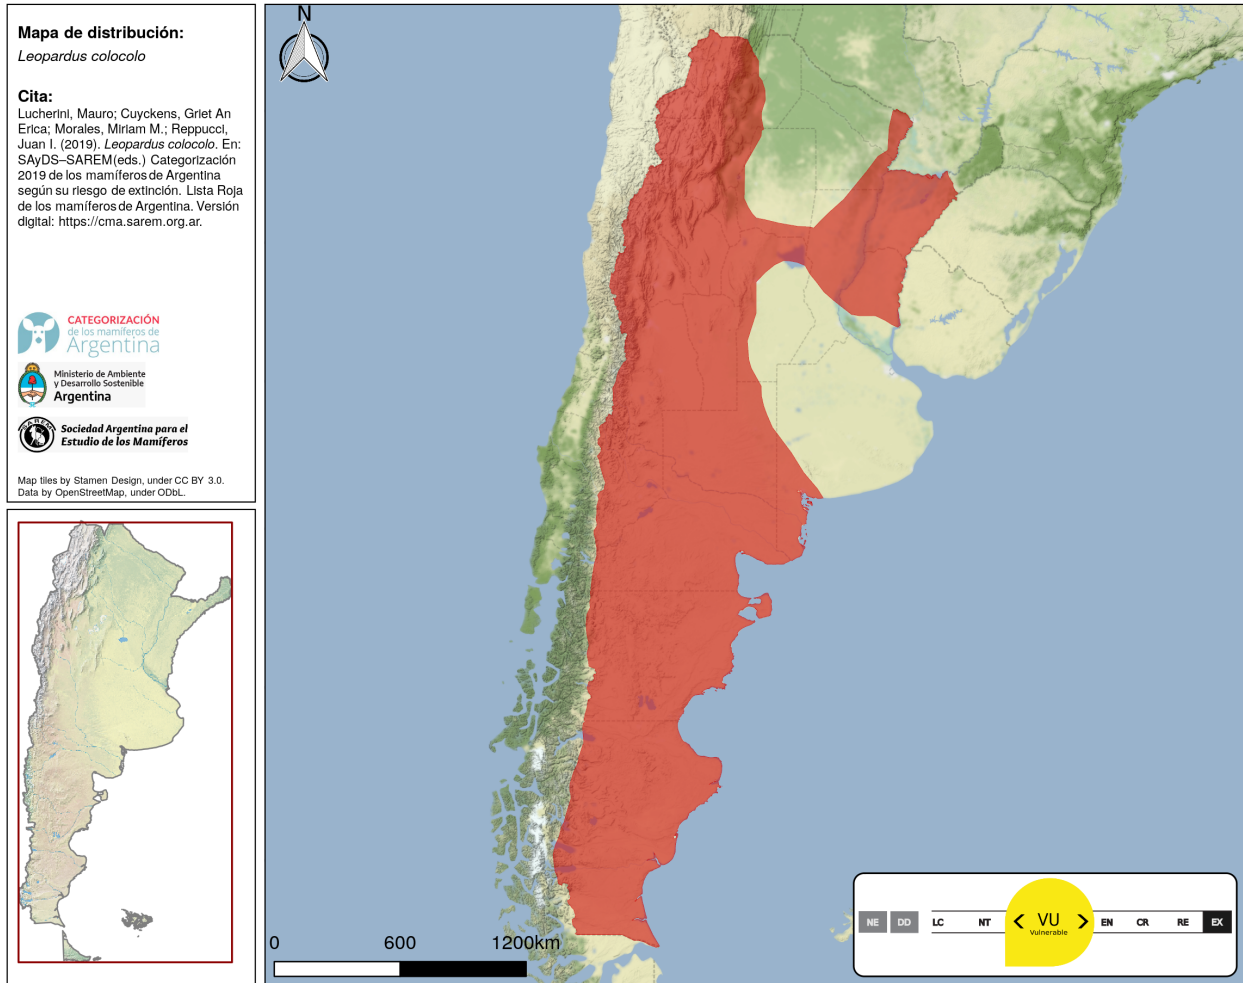 Mapa de distribución:
Leopardus colocolo
Cita:
Lucherini, Mauro; Cuyckens, Griet An
Erica; Morales, Miriam M.; Reppucci,
Juan I. (2019). Leopardus colocolo. En:
SAyDS–SAREM(eds.) Categorización
2019 de los mamíferos de Argentina
según su riesgo de extinción. Lista Roja
de los mamíferos de Argentina. Versión
digital: https://cma.sarem.org.ar.
CATEGORIZACIÓN
de los mamíferos de
Argentina
Ministerio de Ambiente
y Desarrollo Sostenible
Argentina
SAREM
Sociedad Argentina para el
Estudio de los Mamíferos
Map tiles by Stamen Design, under CC BY 3.0.
Data by OpenStreetMap, under ODbL.
N
0 600 1200km
NE DD LC NT VU EN CR RE EX
Vulnerable